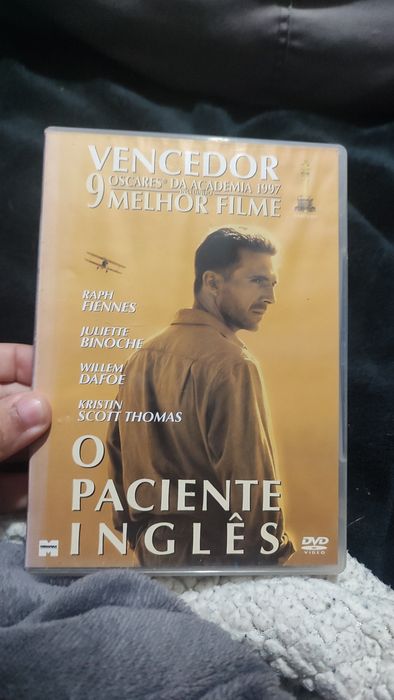 VENCEDOR
9 OSCARES® DA ACADEMIA 1997
MELHOR FILME
RAPH
FIENNES
JULIETTE
BINOCHE
WILLEM
DAFOE
KRISTIN
SCOTT THOMAS
O
PACIENTE
INGLÊS
DVD
VIDEO